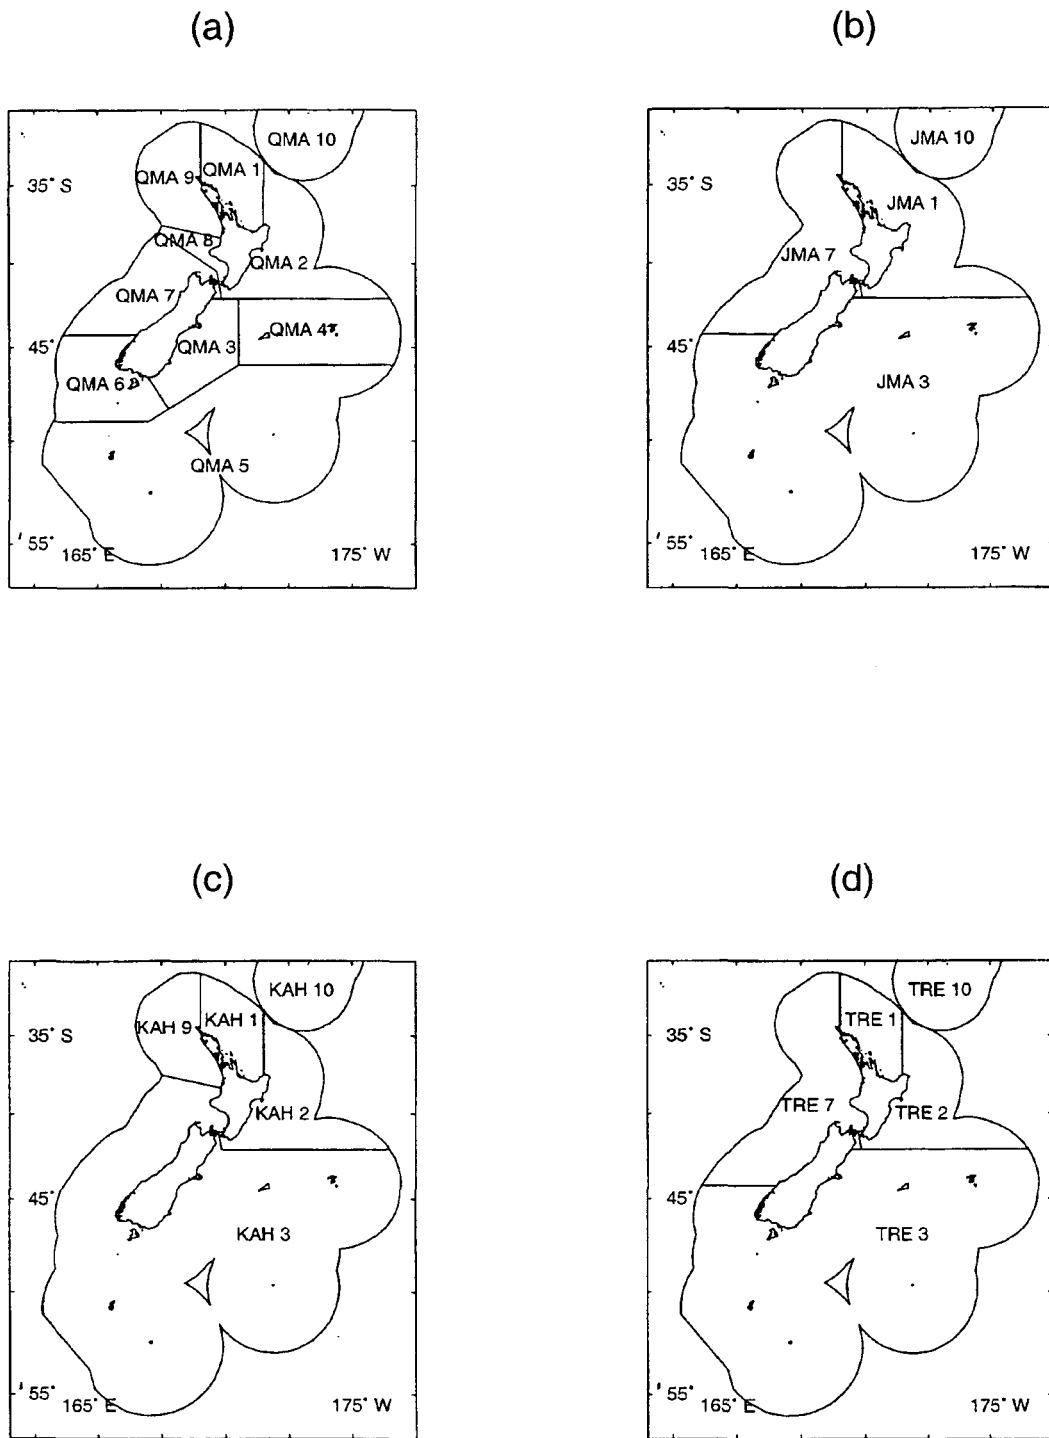 (a)
QMA 10
QMA 1
QMA 9
35° S
QMA 8
QMA 2
QMA 7
QMA 4
QMA 3
45° S
QMA 6
QMA 5
55° S
165° E
175° W
(b)
JMA 10
35° S
JMA 1
JMA 7
45° S
JMA 3
55° S
165° E
175° W
(c)
KAH 10
KAH 1
KAH 9
35° S
KAH 2
45° S
KAH 3
55° S
165° E
175° W
(d)
TRE 10
TRE 1
35° S
TRE 7
TRE 2
45° S
TRE 3
55° S
165° E
175° W